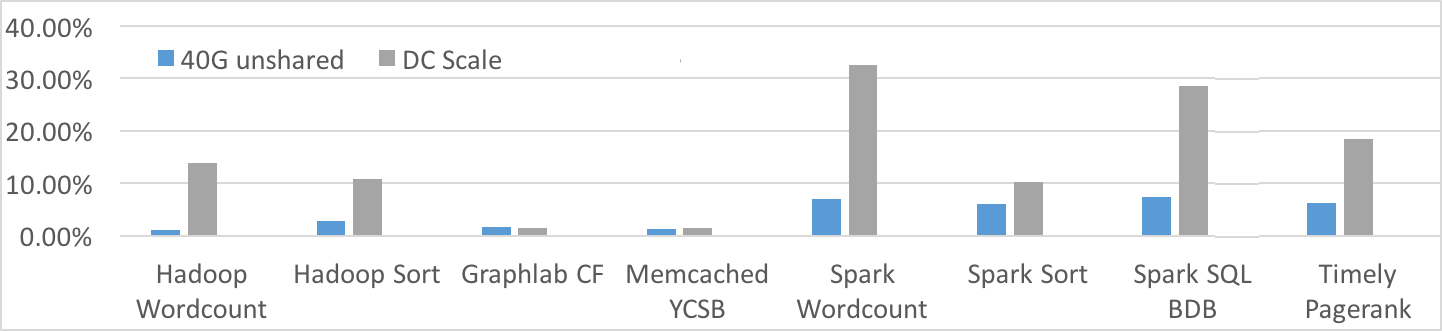 40.00%
40G unshared DC Scale
30.00%
20.00%
10.00%
0.00%
Hadoop Wordcount
Hadoop Sort
Graphlab CF
Memcached YCSB
Spark Wordcount
Spark Sort
Spark SQL BDB
Timely Pagerank